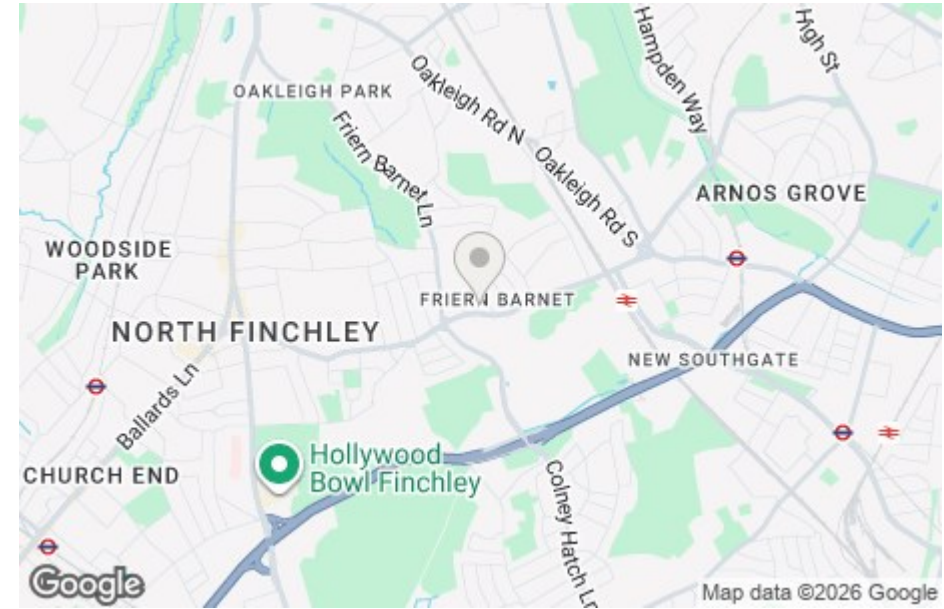 High St
Hampden Way
Oakleigh Rd N
OAKLEIGH PARK
Friern Barnet Ln
Oakleigh Rd S
ARNOS GROVE
WOODSIDE
PARK
FRIERN BARNET
NORTH FINCHLEY
NEW SOUTHGATE
Ballards Ln
Hollywood
Bowl Finchley
CHURCH END
Colney Hatch Ln
Google
Map data ©2026 Google